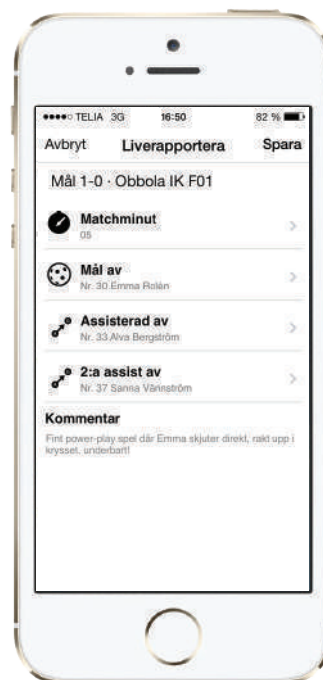 TELIA 3G 16:50 82 %
Avbryt Liverapportera Spara
Mål 1-0 · Obbola IK F01
Matchminut
05
Mål av
Nr. 30 Emma Rolén
Assisterad av
Nr. 33 Alva Bergström
2:a assist av
Nr. 37 Sanna Vännström
Kommentar
Fint power-play spel där Emma skjuter direkt, rakt upp i
krysset, underbart!